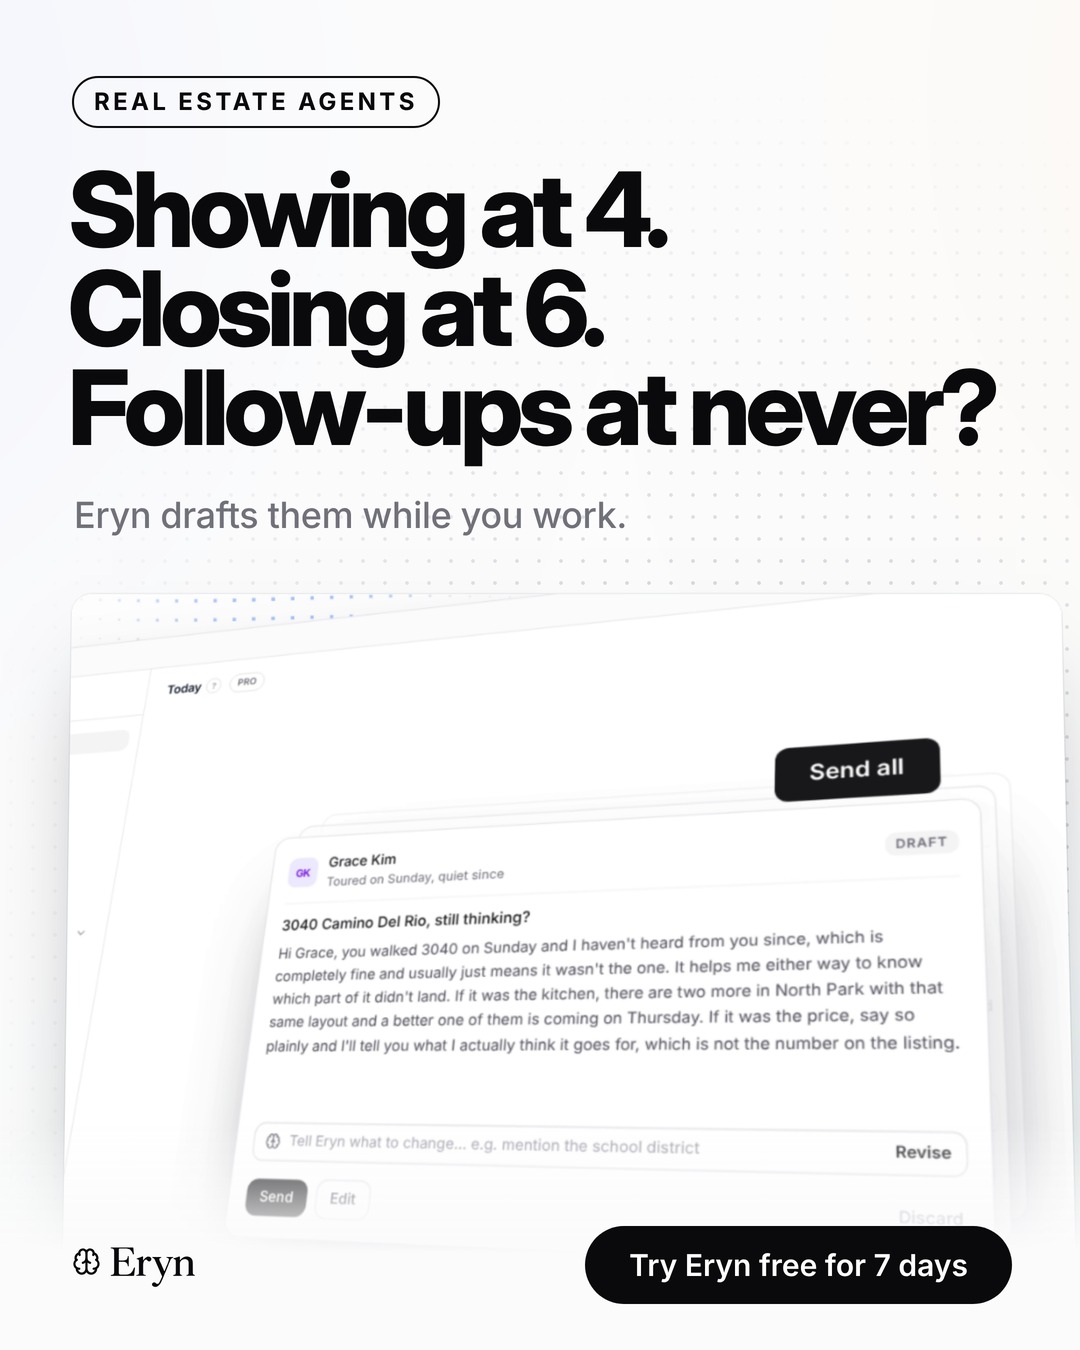 REAL ESTATE AGENTS
Showing at 4.
Closing at 6.
Follow-ups at never?
Eryn drafts them while you work.
Today ? PRO
Send all
GK Grace Kim
DRAFT
Toured on Sunday, quiet since
3040 Camino Del Rio, still thinking?
Hi Grace, you walked 3040 on Sunday and I haven't heard from you since, which is
completely fine and usually just means it wasn't the one. It helps me either way to know
which part of it didn't land. If it was the kitchen, there are two more in North Park with that
same layout and a better one of them is coming on Thursday. If it was the price, say so
plainly and I'll tell you what I actually think it goes for, which is not the number on the listing.
Tell Eryn what to change... e.g. mention the school district
Revise
Send Edit
Discard
Eryn
Try Eryn free for 7 days